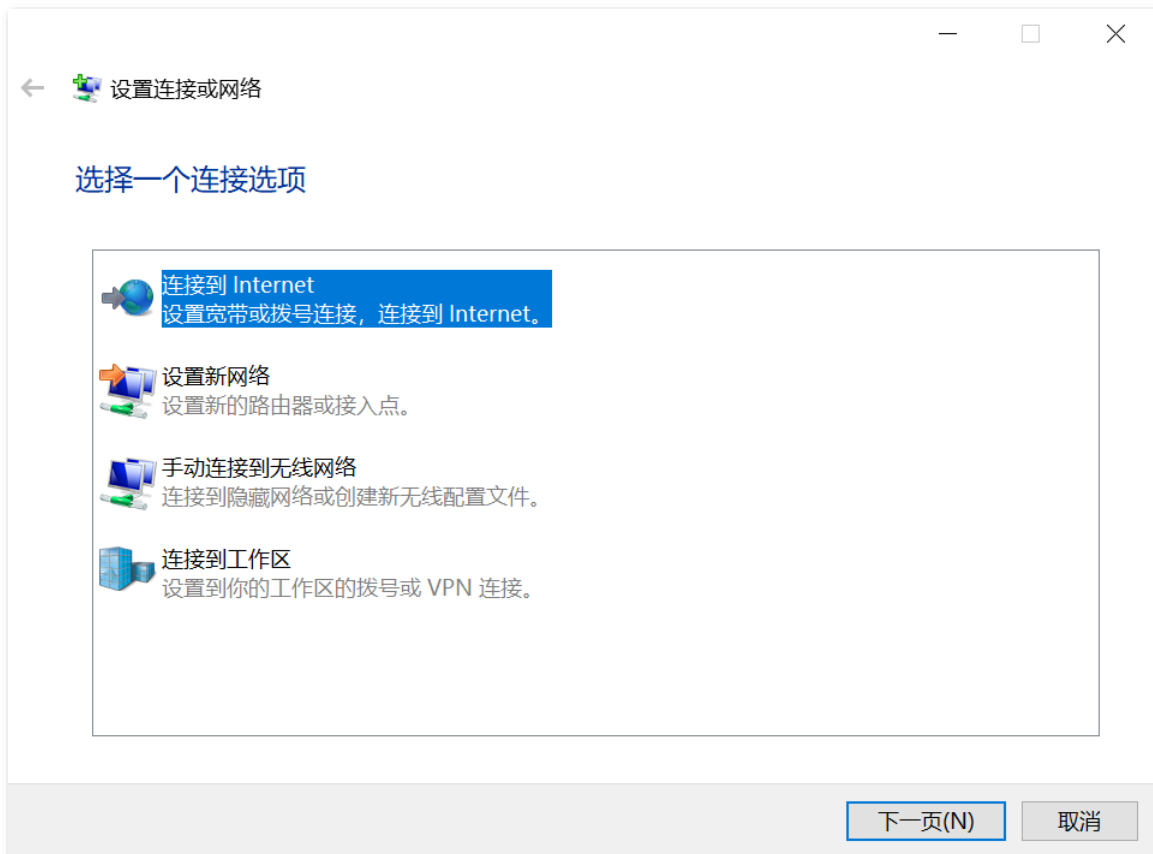 设置连接或网络
选择一个连接选项
连接到 Internet
设置宽带或拨号连接，连接到 Internet。
设置新网络
设置新的路由器或接入点。
手动连接到无线网络
连接到隐藏网络或创建新无线配置文件。
连接到工作区
设置到你的工作区的拨号或 VPN 连接。
下一页(N)
取消